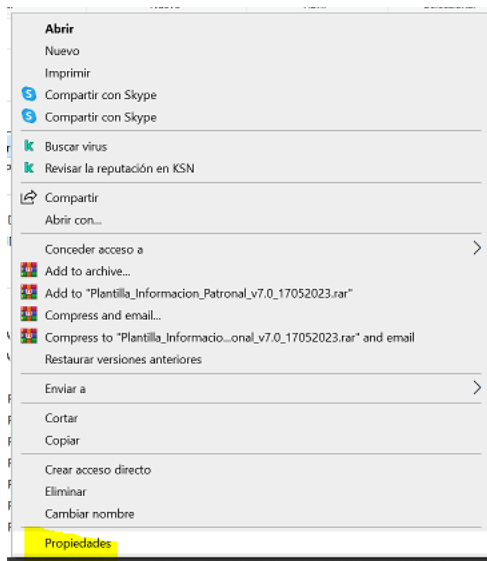 Abrir
Nuevo
Imprimir
Compartir con Skype
Compartir con Skype
Buscar virus
Revisar la reputación en KSN
Compartir
Abrir con...
Conceder acceso a
Add to archive...
Add to "Plantilla_Informacion_Patronal_v7.0_17052023.rar"
Compress and email...
Compress to "Plantilla_Informacio...onal_v7.0_17052023.rar" and email
Restaurar versiones anteriores
Enviar a
Cortar
Copiar
Crear acceso directo
Eliminar
Cambiar nombre
Propiedades